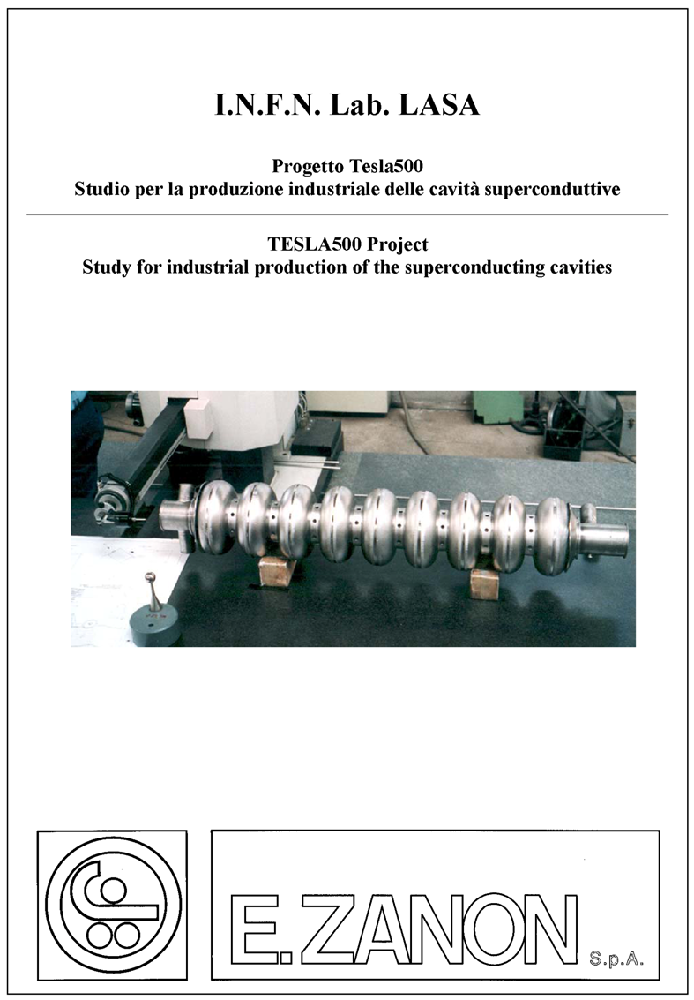 I.N.F.N. Lab. LASA
Progetto Tesla500
Studio per la produzione industriale delle cavità superconduttive
TESLA500 Project
Study for industrial production of the superconducting cavities
E.ZANON S.p.A.